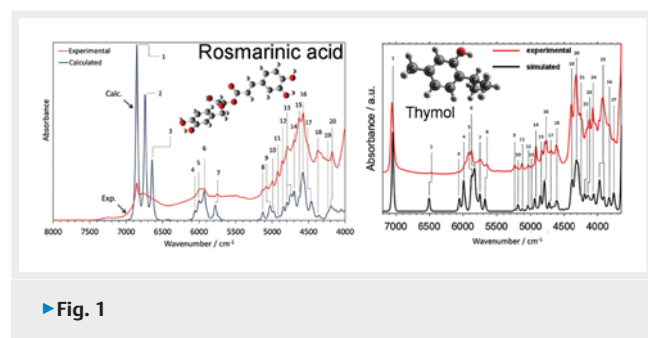 Rosmarinic acid
Experimental
Calculated
Calc.
Exp.
1
2
3
4
5
6
7
8
9
10
11
12
13
14
15
16
17
18
19
20
Absorbance
8000 7500 7000 6500 6000 5500 5000 4500 4000
Wavenumber / cm-1
experimental
simulated
Thymol
Absorbance / a.u.
7000 6500 6000 5500 5000 4500 4000
Wavenumber / cm-1
▶Fig. 1